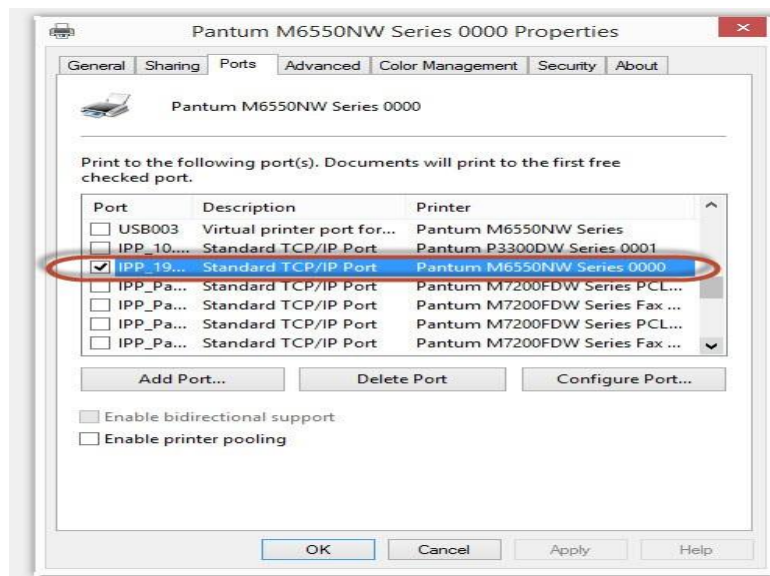 Pantum M6550NW Series 0000 Properties
General Sharing Ports Advanced Color Management Security About
Pantum M6550NW Series 0000
Print to the following port(s). Documents will print to the first free
checked port.
Port Description Printer
USB003 Virtual printer port for... Pantum M6550NW Series
IPP_10.... Standard TCP/IP Port Pantum P3300DW Series 0001
IPP_19... Standard TCP/IP Port Pantum M6550NW Series 0000
IPP_Pa... Standard TCP/IP Port Pantum M7200FDW Series PCL...
IPP_Pa... Standard TCP/IP Port Pantum M7200FDW Series Fax ...
IPP_Pa... Standard TCP/IP Port Pantum M7200FDW Series PCL...
IPP_Pa... Standard TCP/IP Port Pantum M7200FDW Series Fax ...
Add Port... Delete Port Configure Port...
Enable bidirectional support
Enable printer pooling
OK Cancel Apply Help